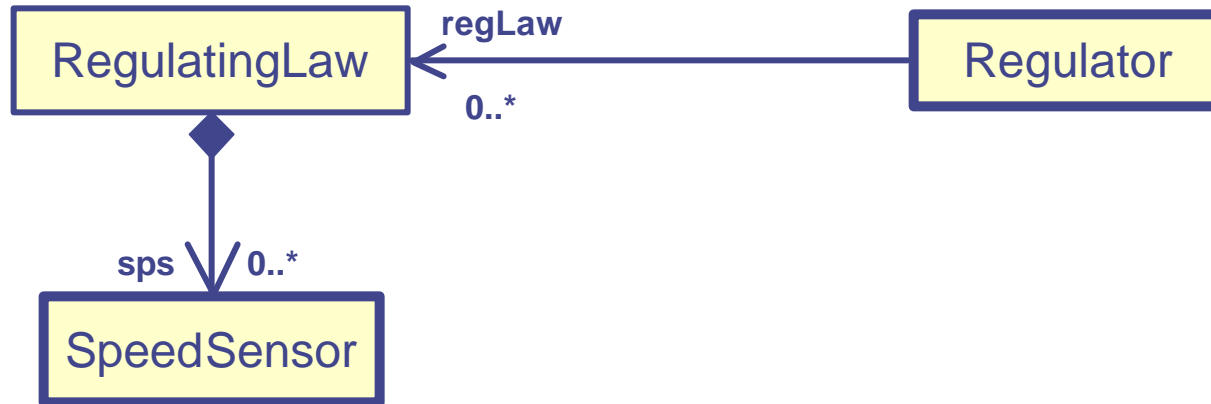 regLaw
RegulatingLaw
Regulator
0..*
sps
0..*
SpeedSensor